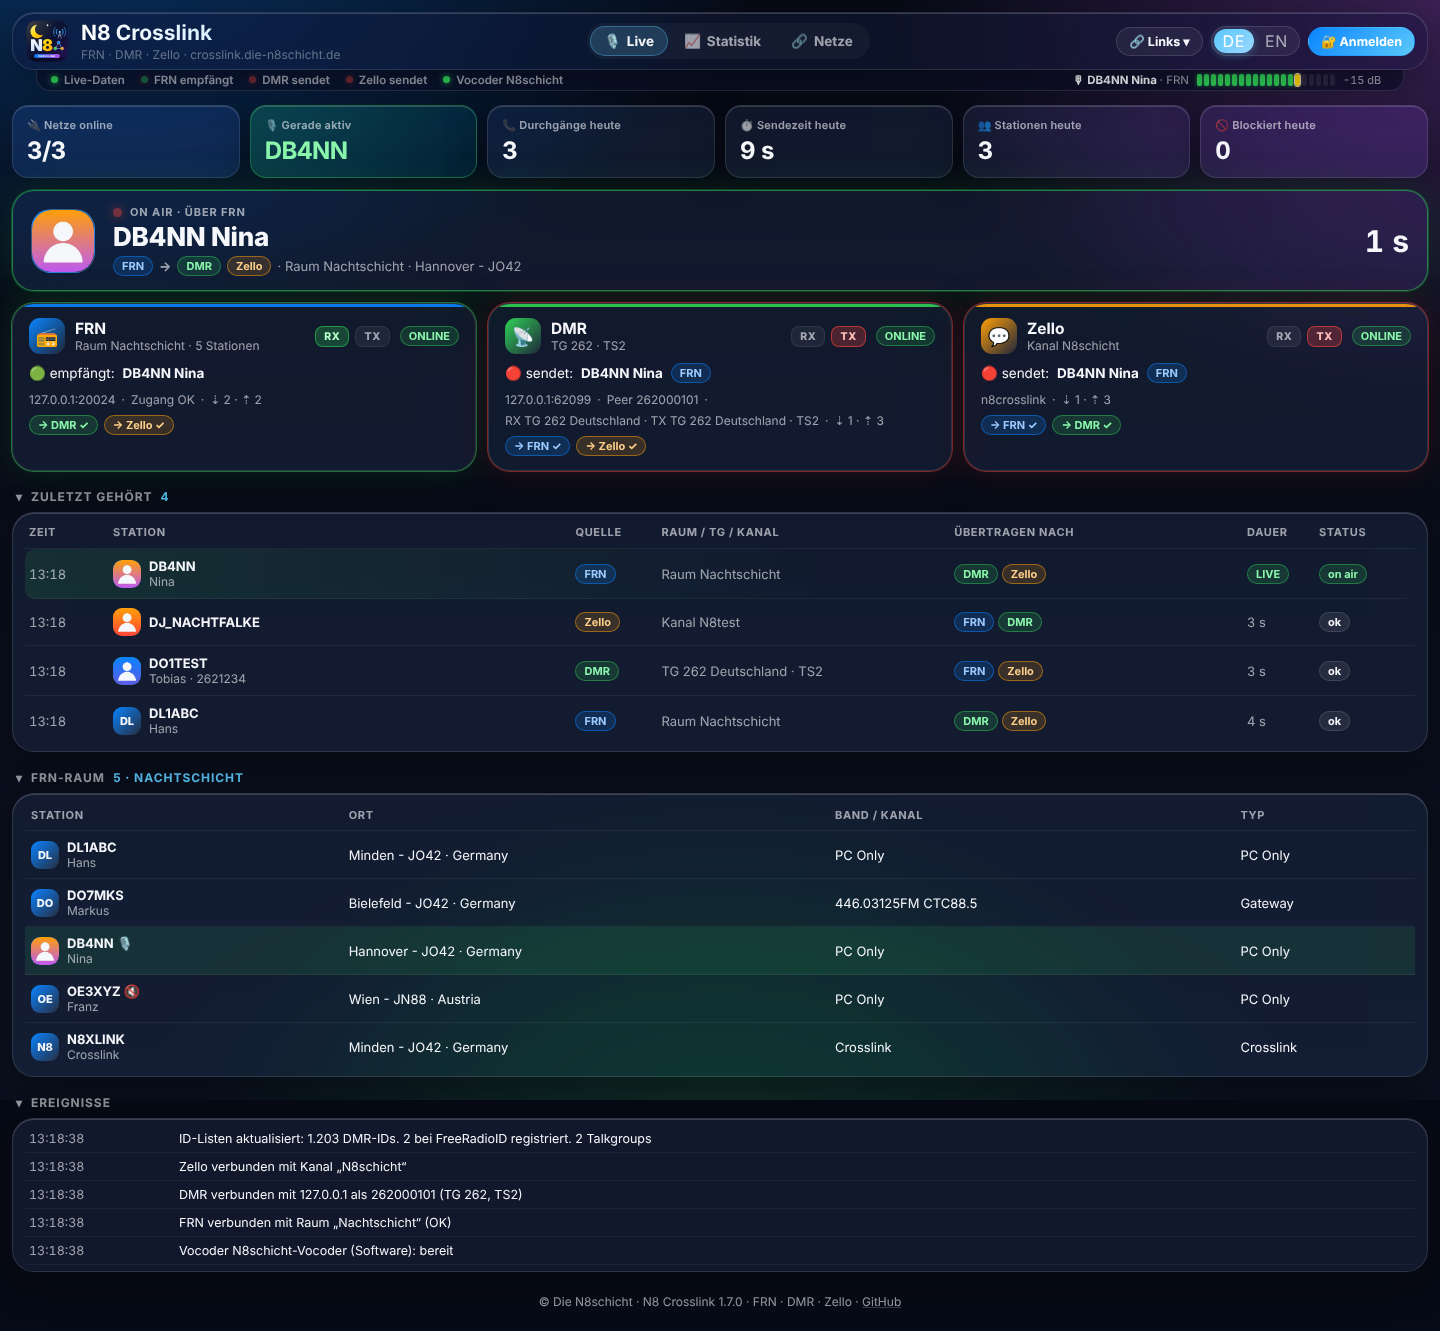 N8 Crosslink
FRN · DMR · Zello · crosslink.die-n8schicht.de
Live Statistik Netze
Links ▾ DE EN Anmelden
Live-Daten FRN empfängt DMR sendet Zello sendet Vocoder N8schicht
DB4NN Nina · FRN -15 dB
Netze online
3/3
Gerade aktiv
DB4NN
Durchgänge heute
3
Sendezeit heute
9 s
Stationen heute
3
Blockiert heute
0
ON AIR · ÜBER FRN
DB4NN Nina
FRN → DMR Zello · Raum Nachtschicht · Hannover - JO42
1 s
FRN
Raum Nachtschicht · 5 Stationen
RX TX ONLINE
empfängt: DB4NN Nina
127.0.0.1:20024 · Zugang OK · ↓ 2 · ↑ 2
→ DMR ✓ → Zello ✓
DMR
TG 262 · TS2
RX TX ONLINE
sendet: DB4NN Nina FRN
127.0.0.1:62099 · Peer 262000101 ·
RX TG 262 Deutschland · TX TG 262 Deutschland · TS2 · ↓ 1 · ↑ 3
→ FRN ✓ → Zello ✓
Zello
Kanal N8schicht
RX TX ONLINE
sendet: DB4NN Nina FRN
n8crosslink · ↓ 1 · ↑ 3
→ FRN ✓ → DMR ✓
▾ ZULETZT GEHÖRT 4
ZEIT STATION QUELLE RAUM / TG / KANAL ÜBERTRAGEN NACH DAUER STATUS
13:18 DB4NN Nina FRN Raum Nachtschicht DMR Zello LIVE on air
13:18 DJ_NACHTFALKE Zello Kanal N8test FRN DMR 3 s ok
13:18 DO1TEST Tobias · 2621234 DMR TG 262 Deutschland · TS2 FRN Zello 3 s ok
13:18 DL DL1ABC Hans FRN Raum Nachtschicht DMR Zello 4 s ok
▾ FRN-RAUM 5 · NACHTSCHICHT
STATION ORT BAND / KANAL TYP
DL DL1ABC Hans Minden - JO42 · Germany PC Only PC Only
DO DO7MKS Markus Bielefeld - JO42 · Germany 446.03125FM CTC88.5 Gateway
DB4NN Nina Hannover - JO42 · Germany PC Only PC Only
OE OE3XYZ Franz Wien - JN88 · Austria PC Only PC Only
N8 N8XLINK Crosslink Minden - JO42 · Germany Crosslink Crosslink
▾ EREIGNISSE
13:18:38 ID-Listen aktualisiert: 1.203 DMR-IDs. 2 bei FreeRadioID registriert. 2 Talkgroups
13:18:38 Zello verbunden mit Kanal „N8schicht“
13:18:38 DMR verbunden mit 127.0.0.1 als 262000101 (TG 262, TS2)
13:18:38 FRN verbunden mit Raum „Nachtschicht“ (OK)
13:18:38 Vocoder N8schicht-Vocoder (Software): bereit
© Die N8schicht · N8 Crosslink 1.7.0 · FRN · DMR · Zello · GitHub